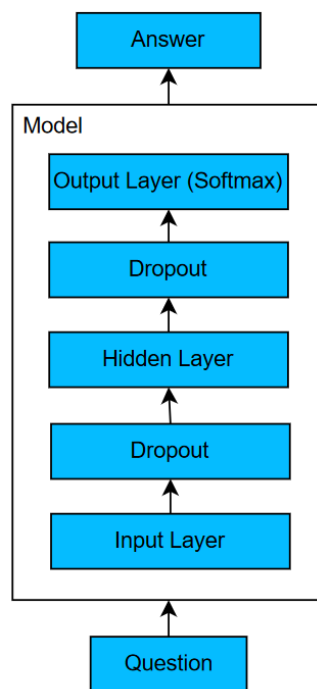 Answer
Model
Output Layer (Softmax)
Dropout
Hidden Layer
Dropout
Input Layer
Question